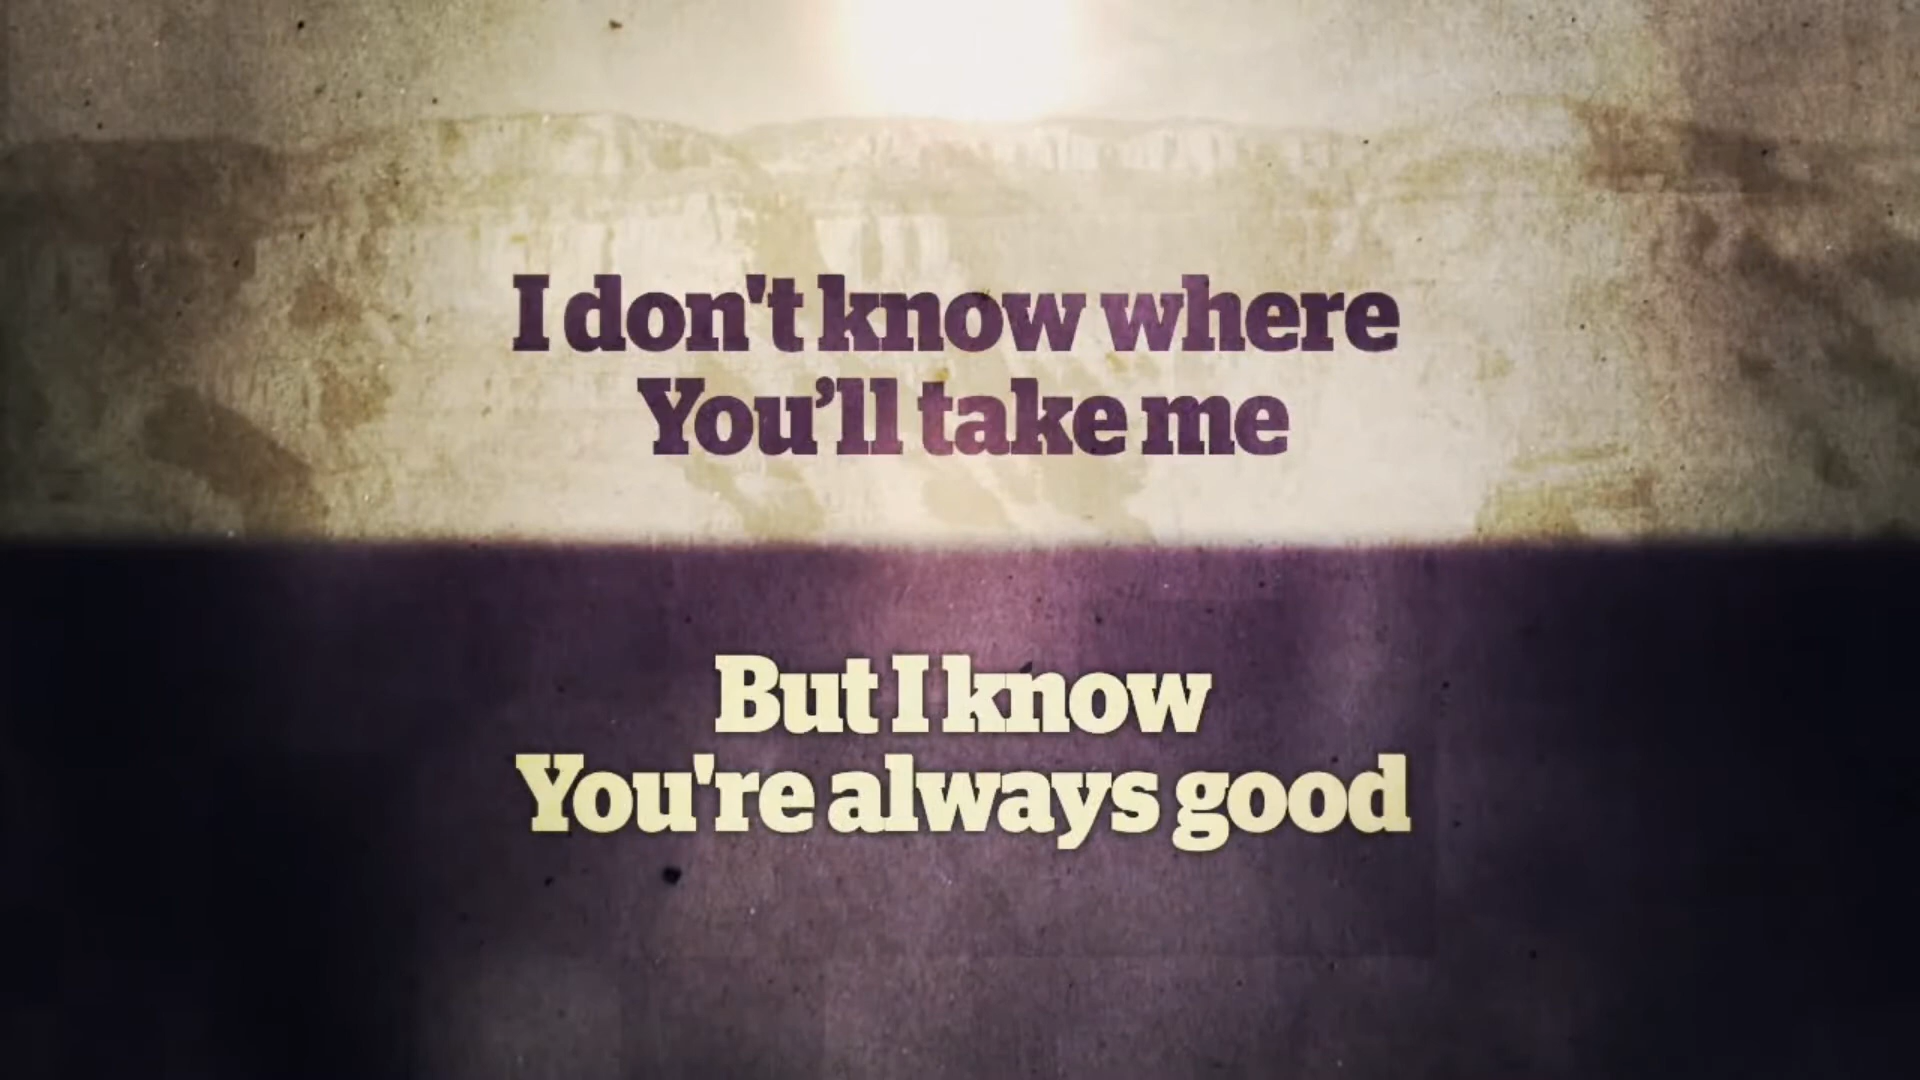 I don't know where
You’ll take me
But I know
You're always good